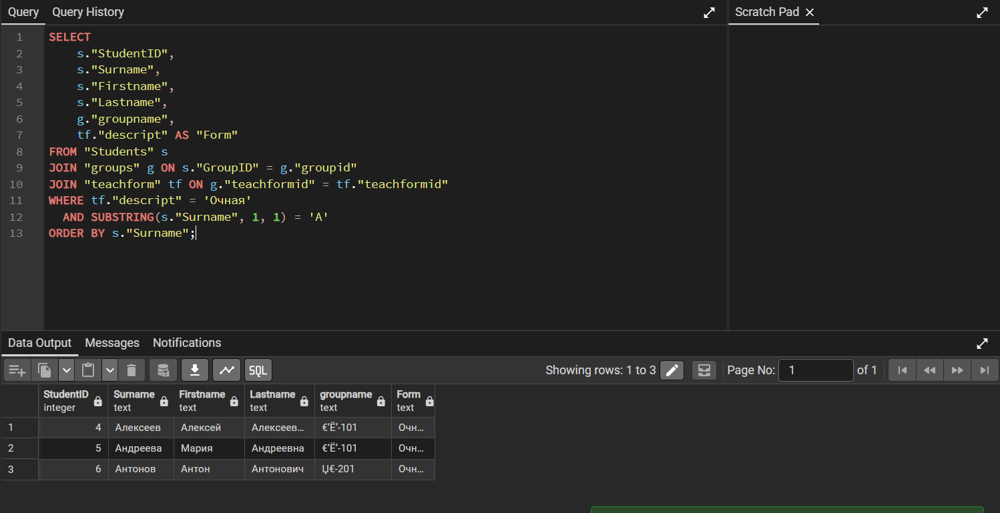 Query Query History
Scratch Pad
1 SELECT
2 s."StudentID",
3 s."Surname",
4 s."Firstname",
5 s."Lastname",
6 g."groupname",
7 tf."descript" AS "Form"
8 FROM "Students" s
9 JOIN "groups" g ON s."GroupID" = g."groupid"
10 JOIN "teachform" tf ON g."teachformid" = tf."teachformid"
11 WHERE tf."descript" = 'Очная'
12 AND SUBSTRING(s."Surname", 1, 1) = 'А'
13 ORDER BY s."Surname";
Data Output Messages Notifications
SQL Showing rows: 1 to 3 Page No: 1 of 1
StudentID Surname Firstname Lastname groupname Form
integer text text text text text
1 4 Алексеев Алексей Алексеев... €‘Ё’-101 Очн...
2 5 Андреева Мария Андреевна €‘Ё’-101 Очн...
3 6 Антонов Антон Антонович Џ€-201 Очн...